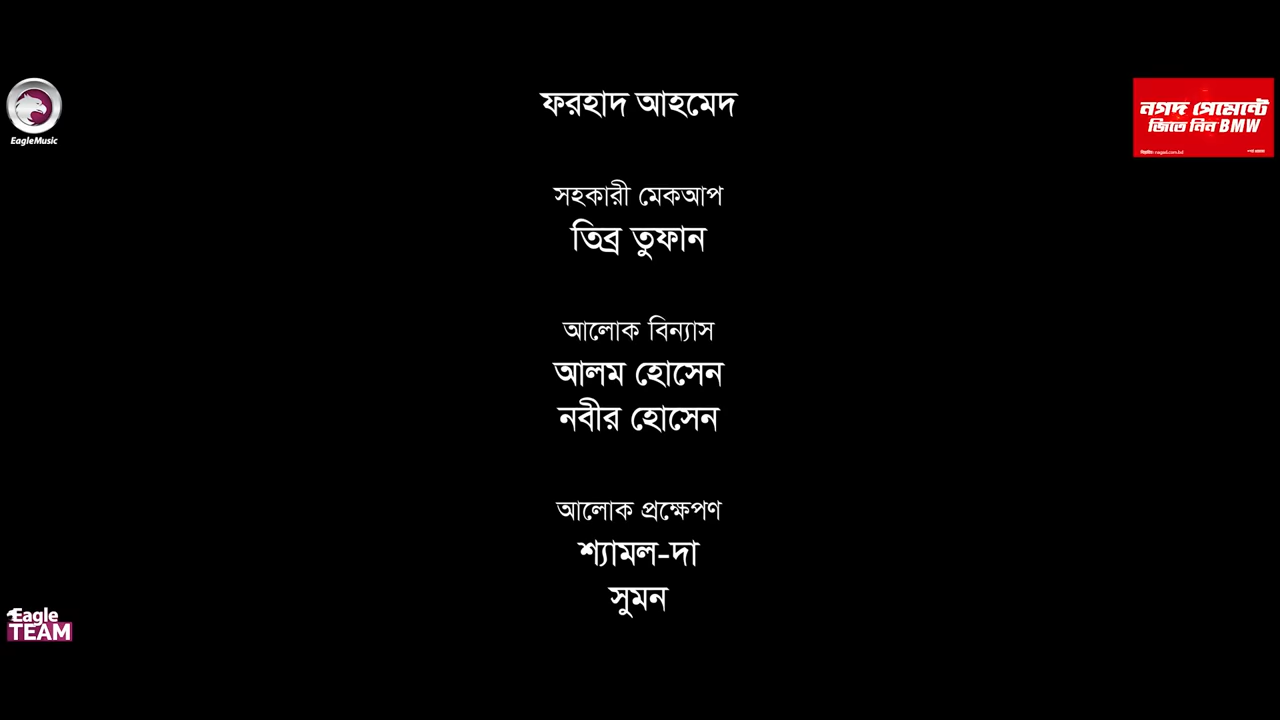 EagleMusic
ফরহাদ আহমেদ
নগদ পেমেন্টে
জিতে নিন BMW
সহকারী মেকআপ
তিব্র তুফান
আলোক বিন্যাস
আলম হোসেন
নবীর হোসেন
আলোক প্রক্ষেপণ
শ্যামল-দা
সুমন
Eagle
TEAM